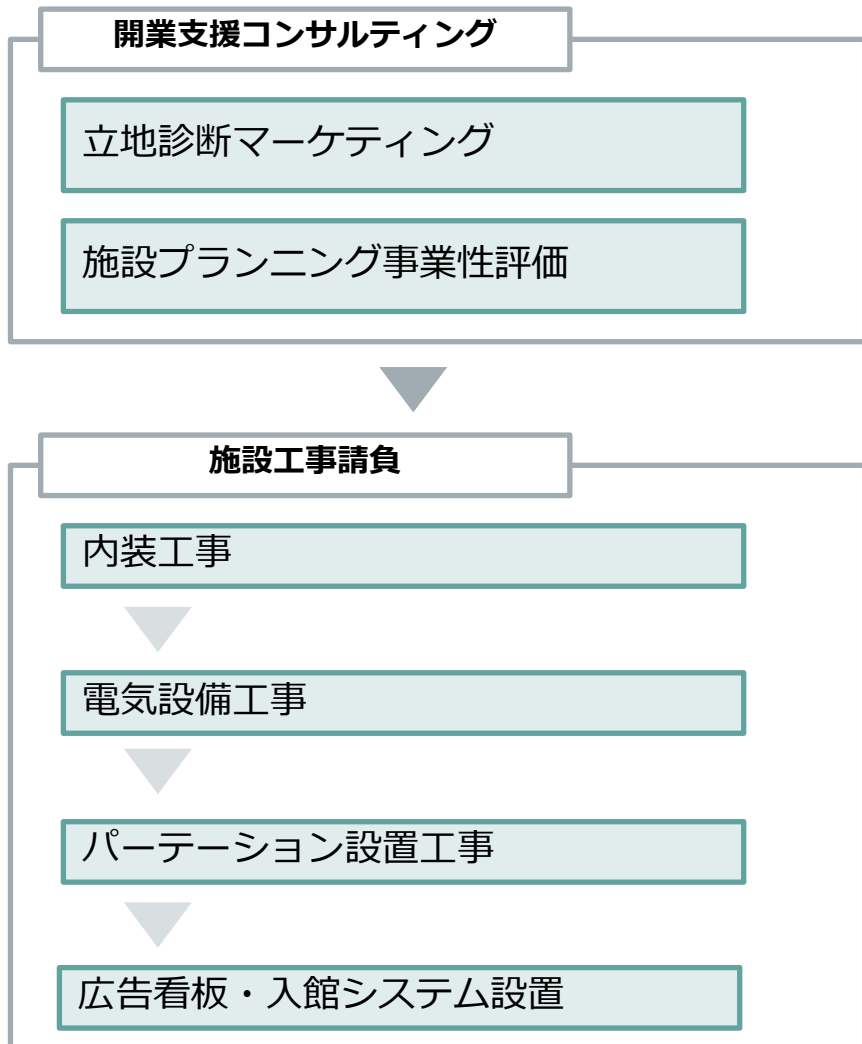 開業支援コンサルティング
立地診断マーケティング
施設プランニング事業性評価
施設工事請負
内装工事
電気設備工事
パーテーション設置工事
広告看板・入館システム設置